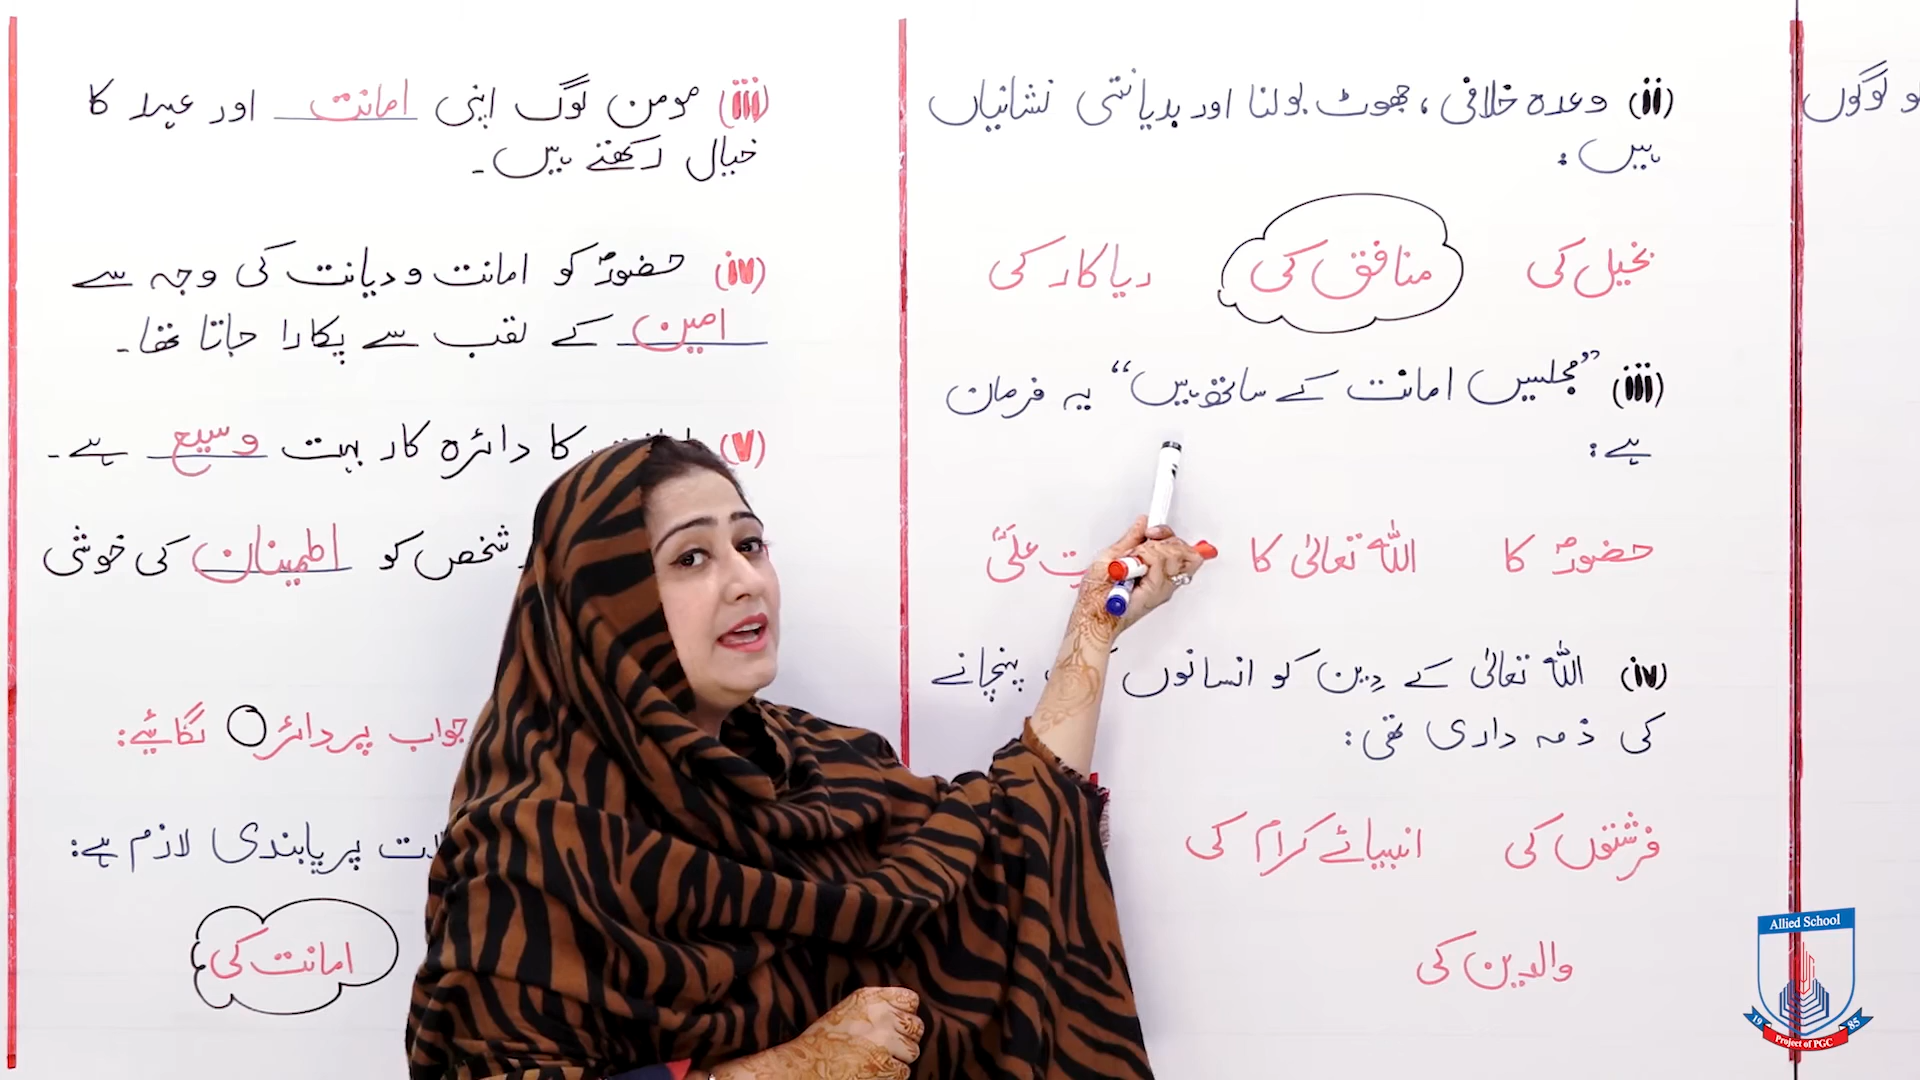 و لوگوں
(ii) وعدہ خلافی، جھوٹ بولنا اور بدیانتی نشانیاں
ہیں:
بخیل کی منافق کی ریاکار کی
(iii) ”مجلسیں امانت کے ساتھ ہیں“ یہ فرمان
ہے:
حضورؐ کا اللہ تعالیٰ کا
(iv) اللہ تعالیٰ کے دِین کو انسانوں پہنچانے
کی ذمہ داری تھی:
فرشتوں کی انبیائے کرام کی
والدین کی
(iii) مومن لوگ اپنی امانت اور عہد کا
خیال رکھتے ہیں۔
(iv) حضورؐ کو امانت و دیانت کی وجہ سے
امین کے لقب سے پکارا جاتا تھا۔
(v) کا دائرہ کار بہت وسیع ہے۔
شخص کو اطمینان کی خوشی
جواب پر دائرہ لگائیے:
پر پابندی لازم ہے:
امانت کی
Allied School
19 85
Project of PGC